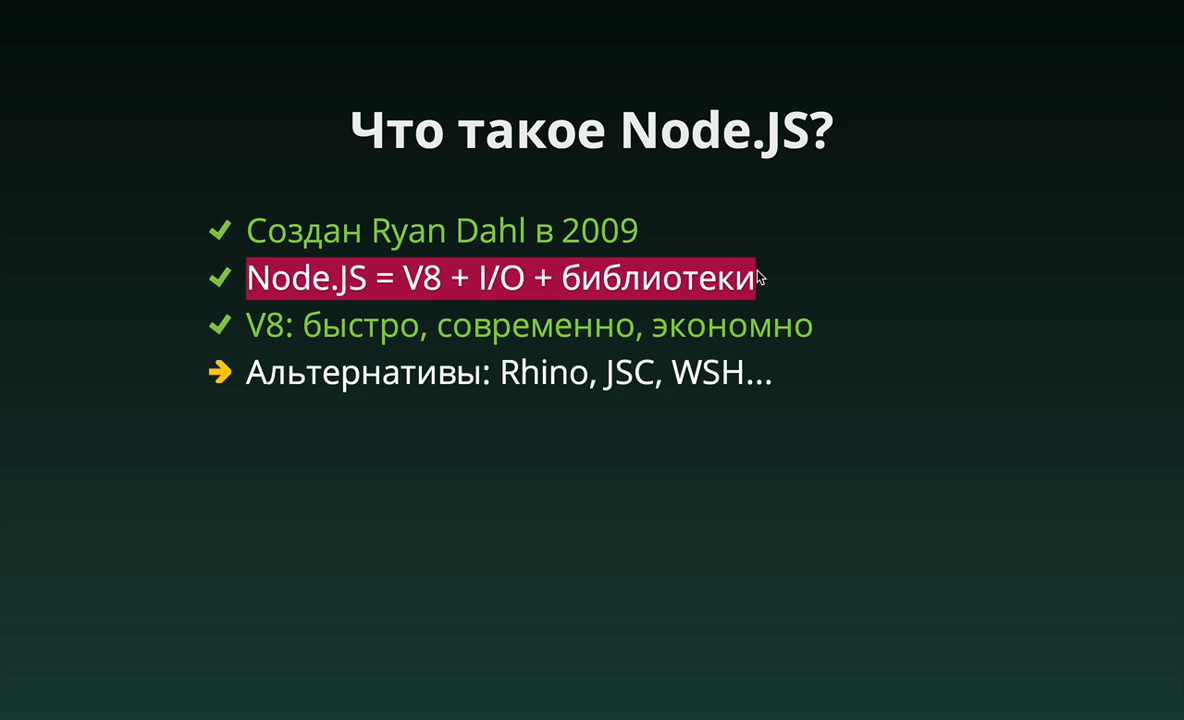 Что такое Node.JS?
Создан Ryan Dahl в 2009
Node.JS = V8 + I/O + библиотеки
V8: быстро, современно, экономно
Альтернативы: Rhino, JSC, WSH...